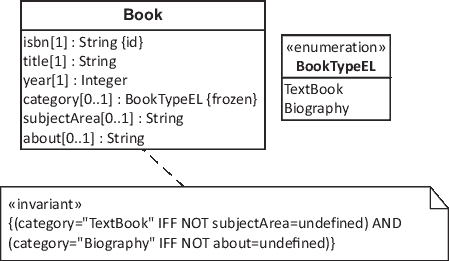 Book
isbn[1] : String {id}
title[1] : String
year[1] : Integer
category[0..1] : BookTypeEL {frozen}
subjectArea[0..1] : String
about[0..1] : String
«enumeration»
BookTypeEL
TextBook
Biography
«invariant»
{(category="TextBook" IFF NOT subjectArea=undefined) AND
(category="Biography" IFF NOT about=undefined)}